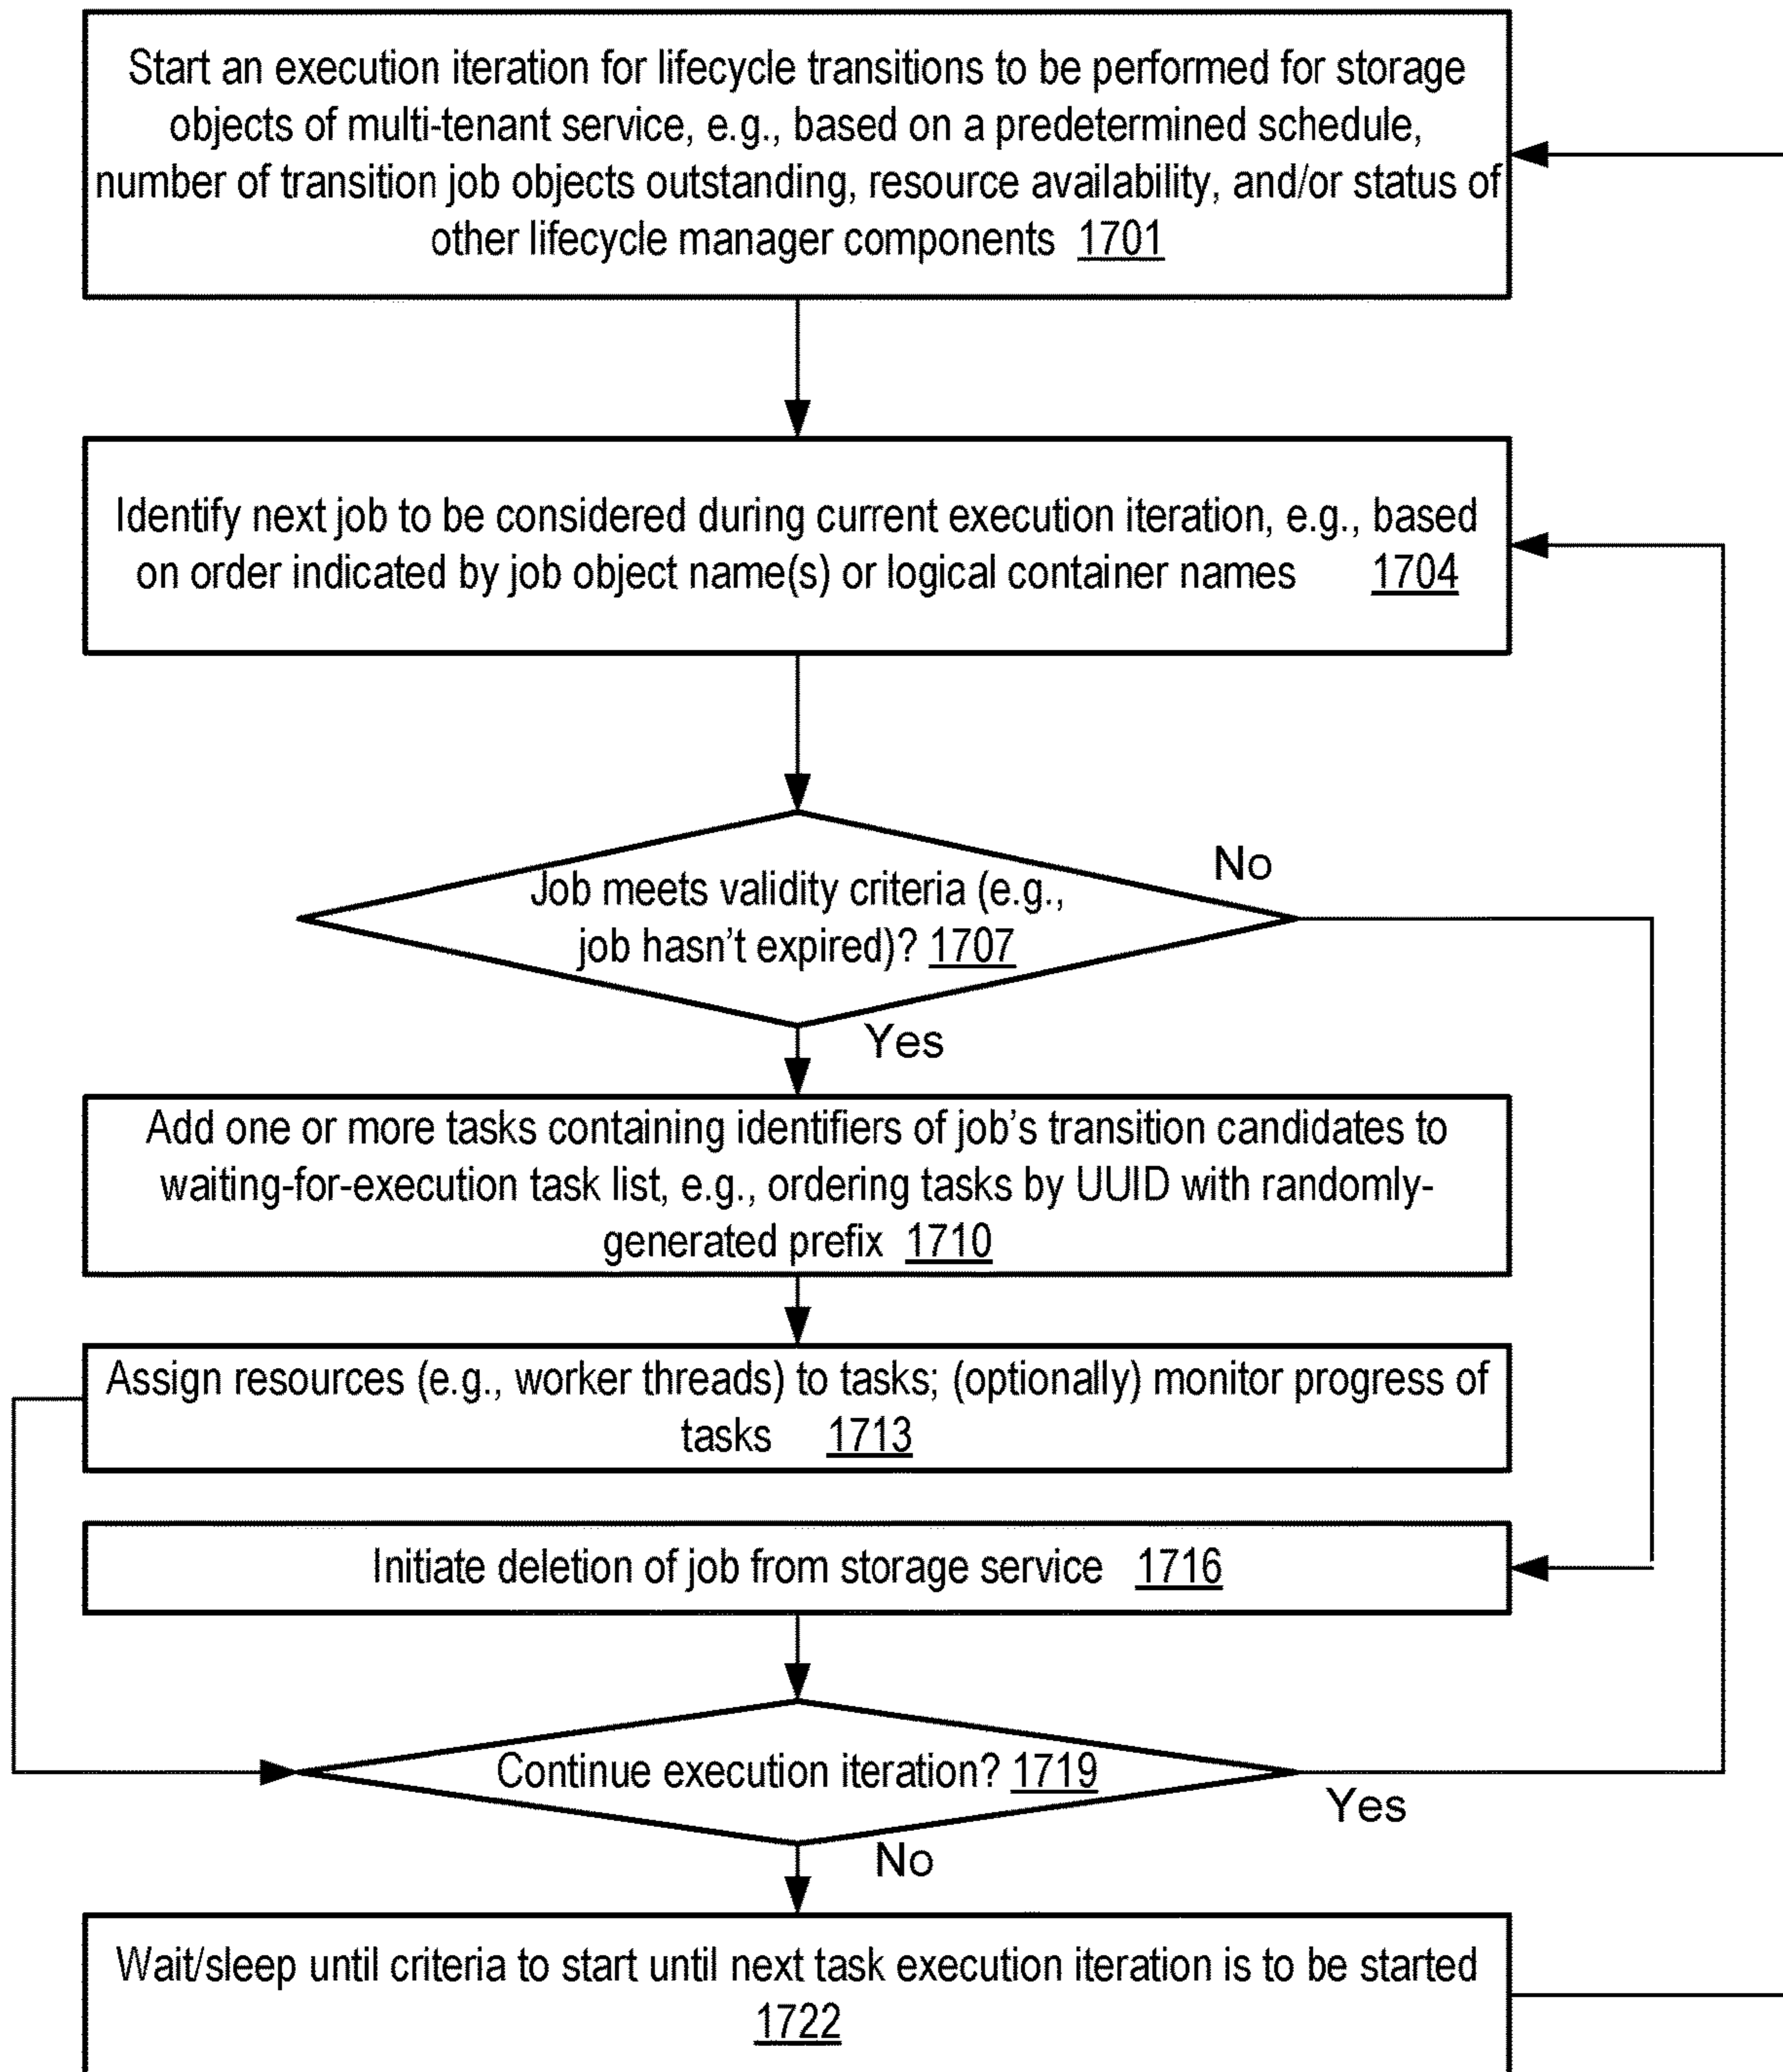 Start an execution iteration for lifecycle transitions to be performed for storage
objects of multi-tenant service, e.g., based on a predetermined schedule,
number of transition job objects outstanding, resource availability, and/or status of
other lifecycle manager components 1701
Identify next job to be considered during current execution iteration, e.g., based
on order indicated by job object name(s) or logical container names 1704
No
Job meets validity criteria (e.g.,
job hasn't expired)? 1707
Yes
Add one or more tasks containing identifiers of job's transition candidates to
waiting-for-execution task list, e.g., ordering tasks by UUID with randomly-
generated prefix 1710
Assign resources (e.g., worker threads) to tasks; (optionally) monitor progress of
tasks 1713
Initiate deletion of job from storage service 1716
Continue execution iteration? 1719
Yes
No
Wait/sleep until criteria to start until next task execution iteration is to be started
1722